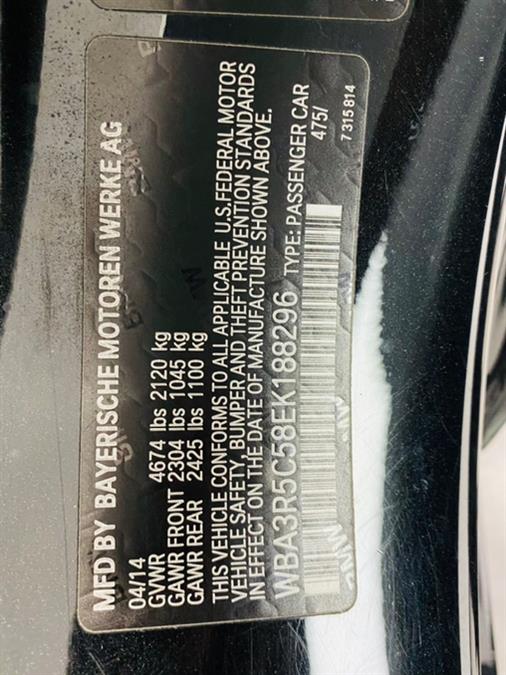 MFD BY BAYERISCHE MOTOREN WERKE AG
04/14
GVWR 4674 lbs 2120 kg
GAWR FRONT 2304 lbs 1045 kg
GAWR REAR 2425 lbs 1100 kg
THIS VEHICLE CONFORMS TO ALL APPLICABLE U.S.FEDERAL MOTOR
VEHICLE SAFETY, BUMPER AND THEFT PREVENTION STANDARDS
IN EFFECT ON THE DATE OF MANUFACTURE SHOWN ABOVE.
WBA3R5C58EK188296 TYPE: PASSENGER CAR
475/
7 315 814